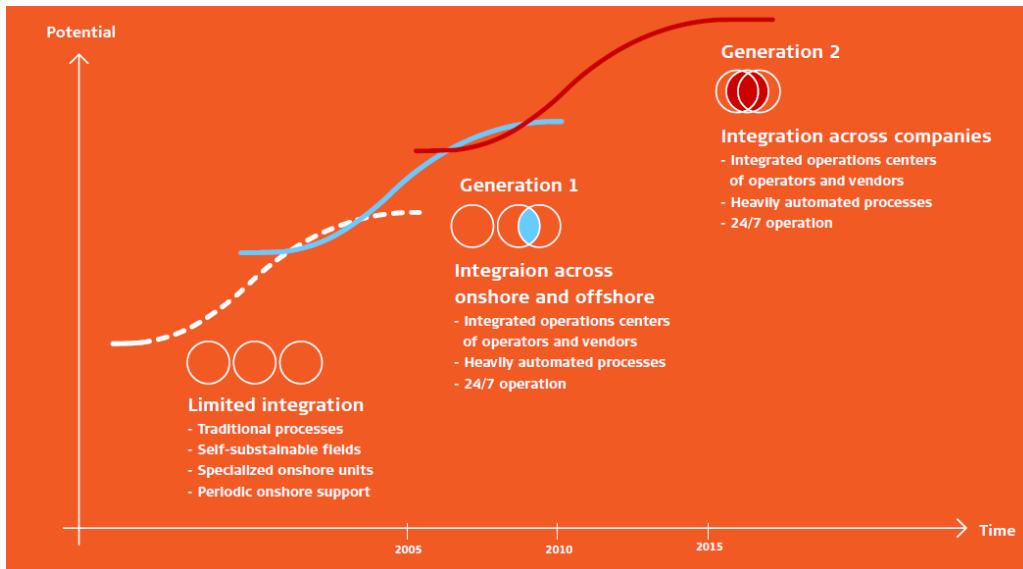 Potential
Generation 2
Integration across companies
- Integrated operations centers
of operators and vendors
- Heavily automated processes
- 24/7 operation
Generation 1
Integraion across
onshore and offshore
- Integrated operations centers
of operators and vendors
- Heavily automated processes
- 24/7 operation
Limited integration
- Traditional processes
- Self-substainable fields
- Specialized onshore units
- Periodic onshore support
Time
2005
2010
2015